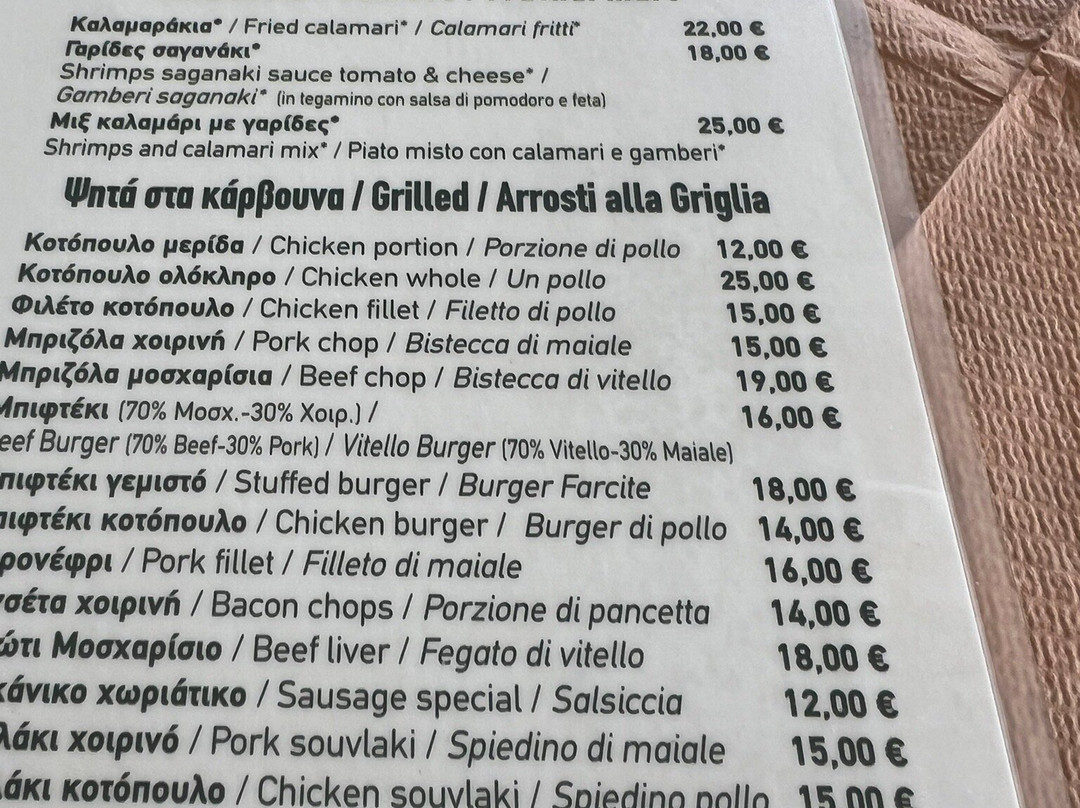 Καλαμαράκια* / Fried calamari* / Calamari fritti* 22,00 €
Γαρίδες σαγανάκι* 18,00 €
Shrimps saganaki sauce tomato & cheese* /
Gamberi saganaki* (in tegamino con salsa di pomodoro e feta)
Μιξ καλαμάρι με γαρίδες* 25,00 €
Shrimps and calamari mix* / Piato misto con calamari e gamberi*
Ψητά στα κάρβουνα / Grilled / Arrosti alla Griglia
Κοτόπουλο μερίδα / Chicken portion / Porzione di pollo 12,00 €
Κοτόπουλο ολόκληρο / Chicken whole / Un pollo 25,00 €
Φιλέτο κοτόπουλο / Chicken fillet / Filetto di pollo 15,00 €
Μπριζόλα χοιρινή / Pork chop / Bistecca di maiale 15,00 €
Μπριζόλα μοσχαρίσια / Beef chop / Bistecca di vitello 19,00 €
Μπιφτέκι (70% Μοσχ.-30% Χοιρ.) / 16,00 €
eef Burger (70% Beef-30% Pork) / Vitello Burger (70% Vitello-30% Maiale)
πιφτέκι γεμιστό / Stuffed burger / Burger Farcite 18,00 €
πιφτέκι κοτόπουλο / Chicken burger / Burger di pollo 14,00 €
ρονέφρι / Pork fillet / Filleto di maiale 16,00 €
σέτα χοιρινή / Bacon chops / Porzione di pancetta 14,00 €
ώτι Μοσχαρίσιο / Beef liver / Fegato di vitello 18,00 €
κάνικο χωριάτικο / Sausage special / Salsiccia 12,00 €
λάκι χοιρινό / Pork souvlaki / Spiedino di maiale 15,00 €
άκι κοτόπουλο / Chicken souvlaki / Spiedino pollo 15,00 €